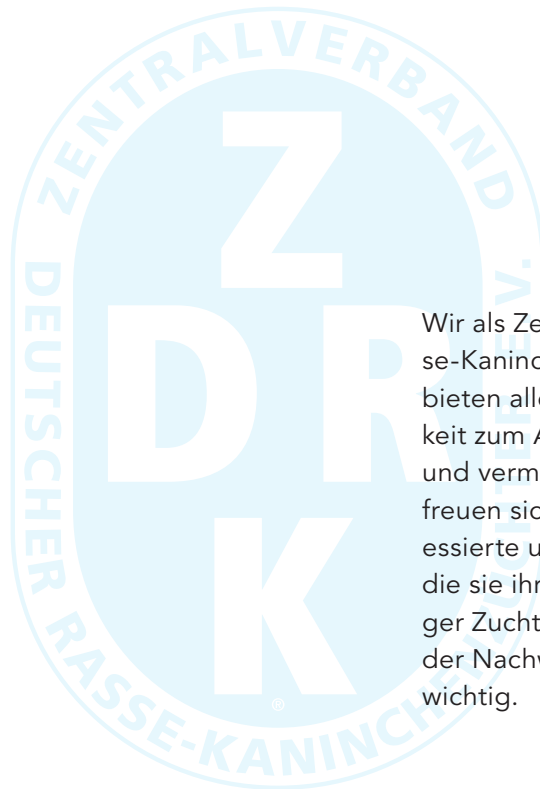 ZENTRALVERBAND
DEUTSCHER RASSE-KANINCHENZÜCHTER E.V.
Z
D R
K
®
Wir als Ze
se-Kaninc
bieten all
keit zum A
und verm
freuen sic
essierte u
die sie ihr
ger Zucht
der Nachw
wichtig.